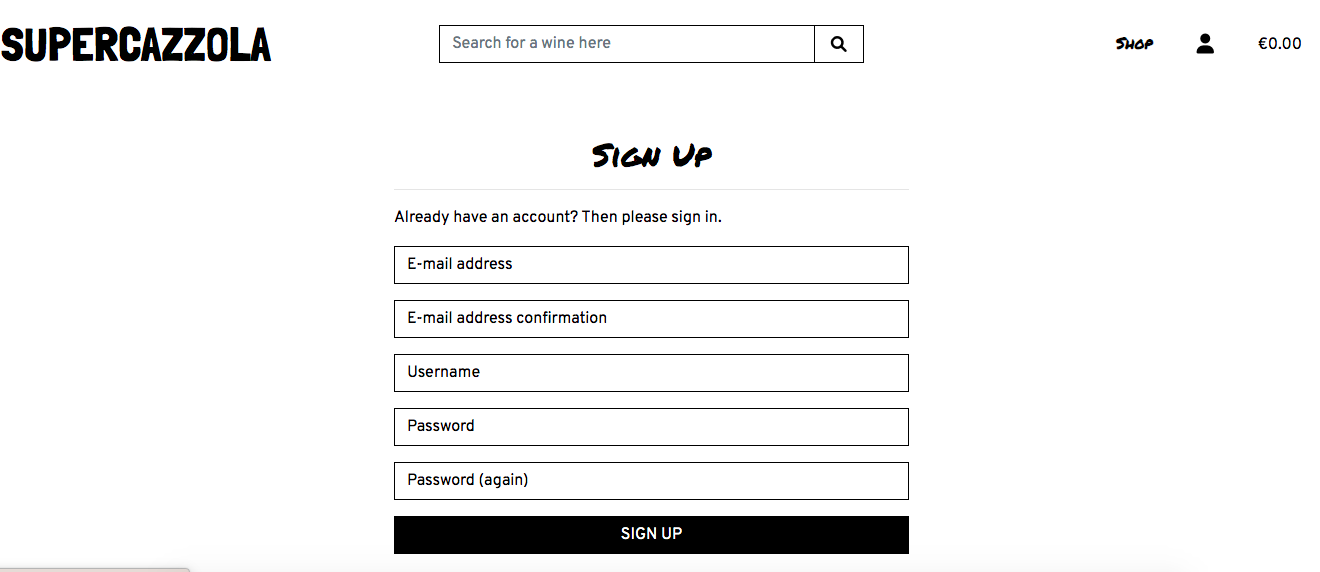 SUPERCAZZOLA
Search for a wine here
Shop
€0.00
Sign Up
Already have an account? Then please sign in.
E-mail address
E-mail address confirmation
Username
Password
Password (again)
SIGN UP